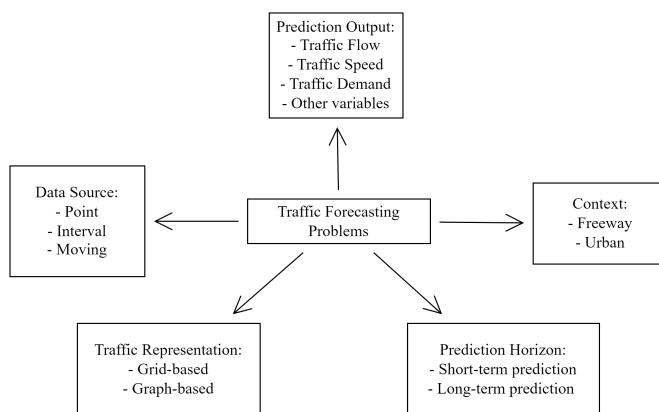 Prediction Output:
- Traffic Flow
- Traffic Speed
- Traffic Demand
- Other variables
Data Source:
- Point
- Interval
- Moving
Traffic Forecasting
Problems
Context:
- Freeway
- Urban
Traffic Representation:
- Grid-based
- Graph-based
Prediction Horizon:
- Short-term prediction
- Long-term prediction